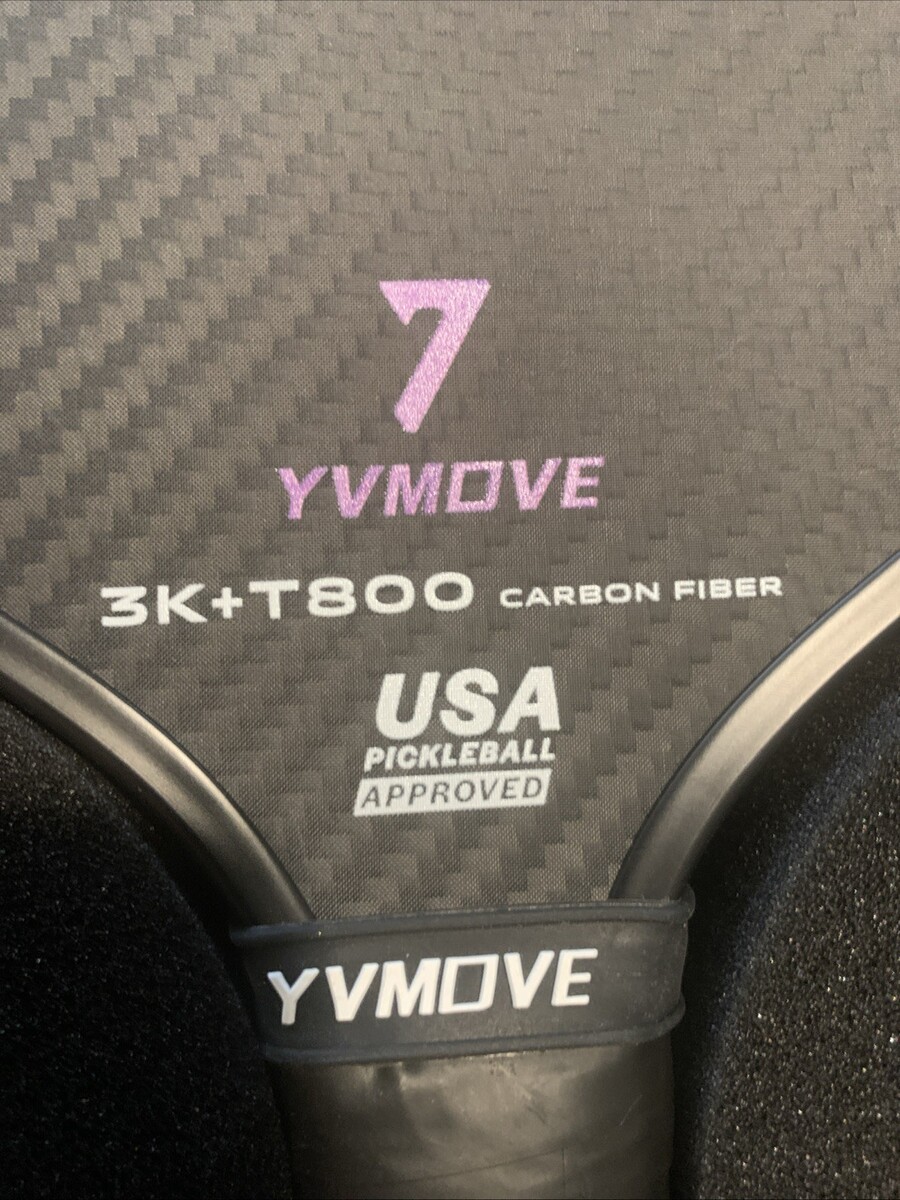 7
YVMOVE
3K+T800 CARBON FIBER
USA
PICKLEBALL
APPROVED
YVMOVE